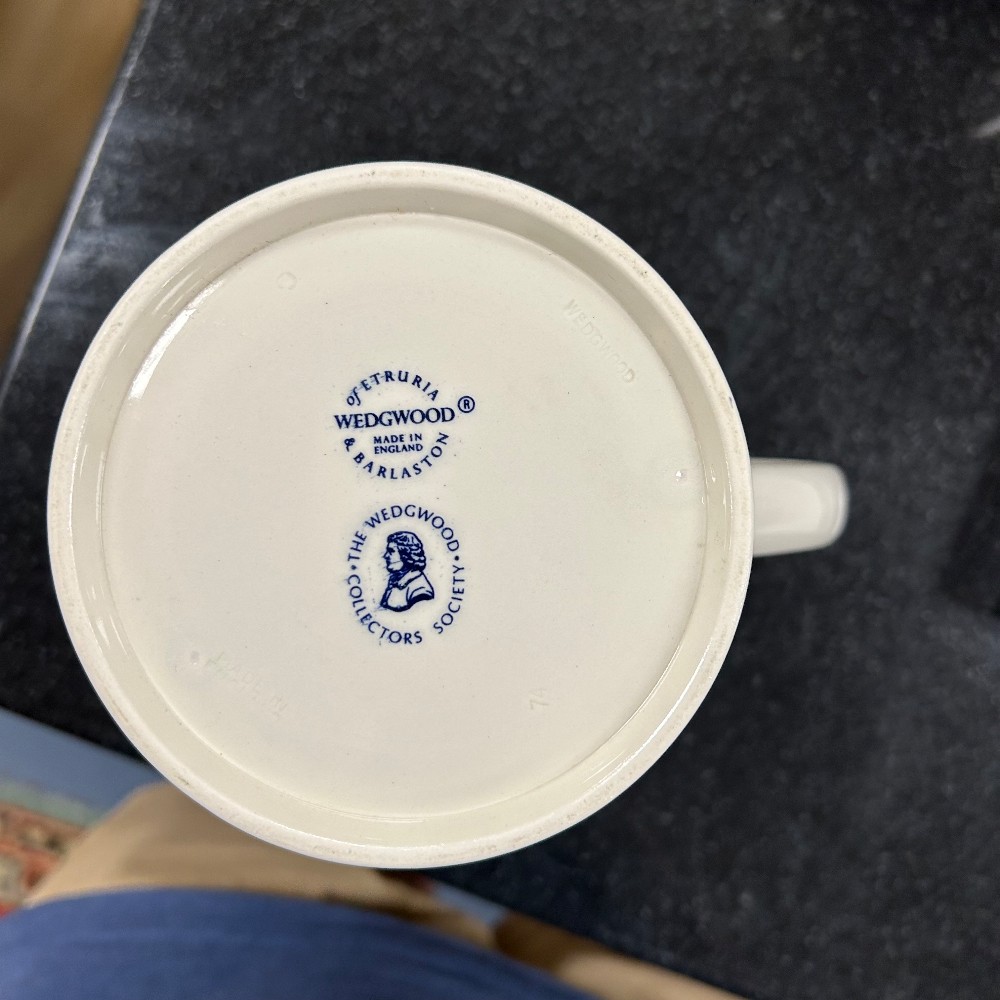 of ETRURIA
WEDGWOOD®
MADE IN
ENGLAND
& BARLASTON
• THE WEDGWOOD •
COLLECTORS SOCIETY
WEDGWOOD